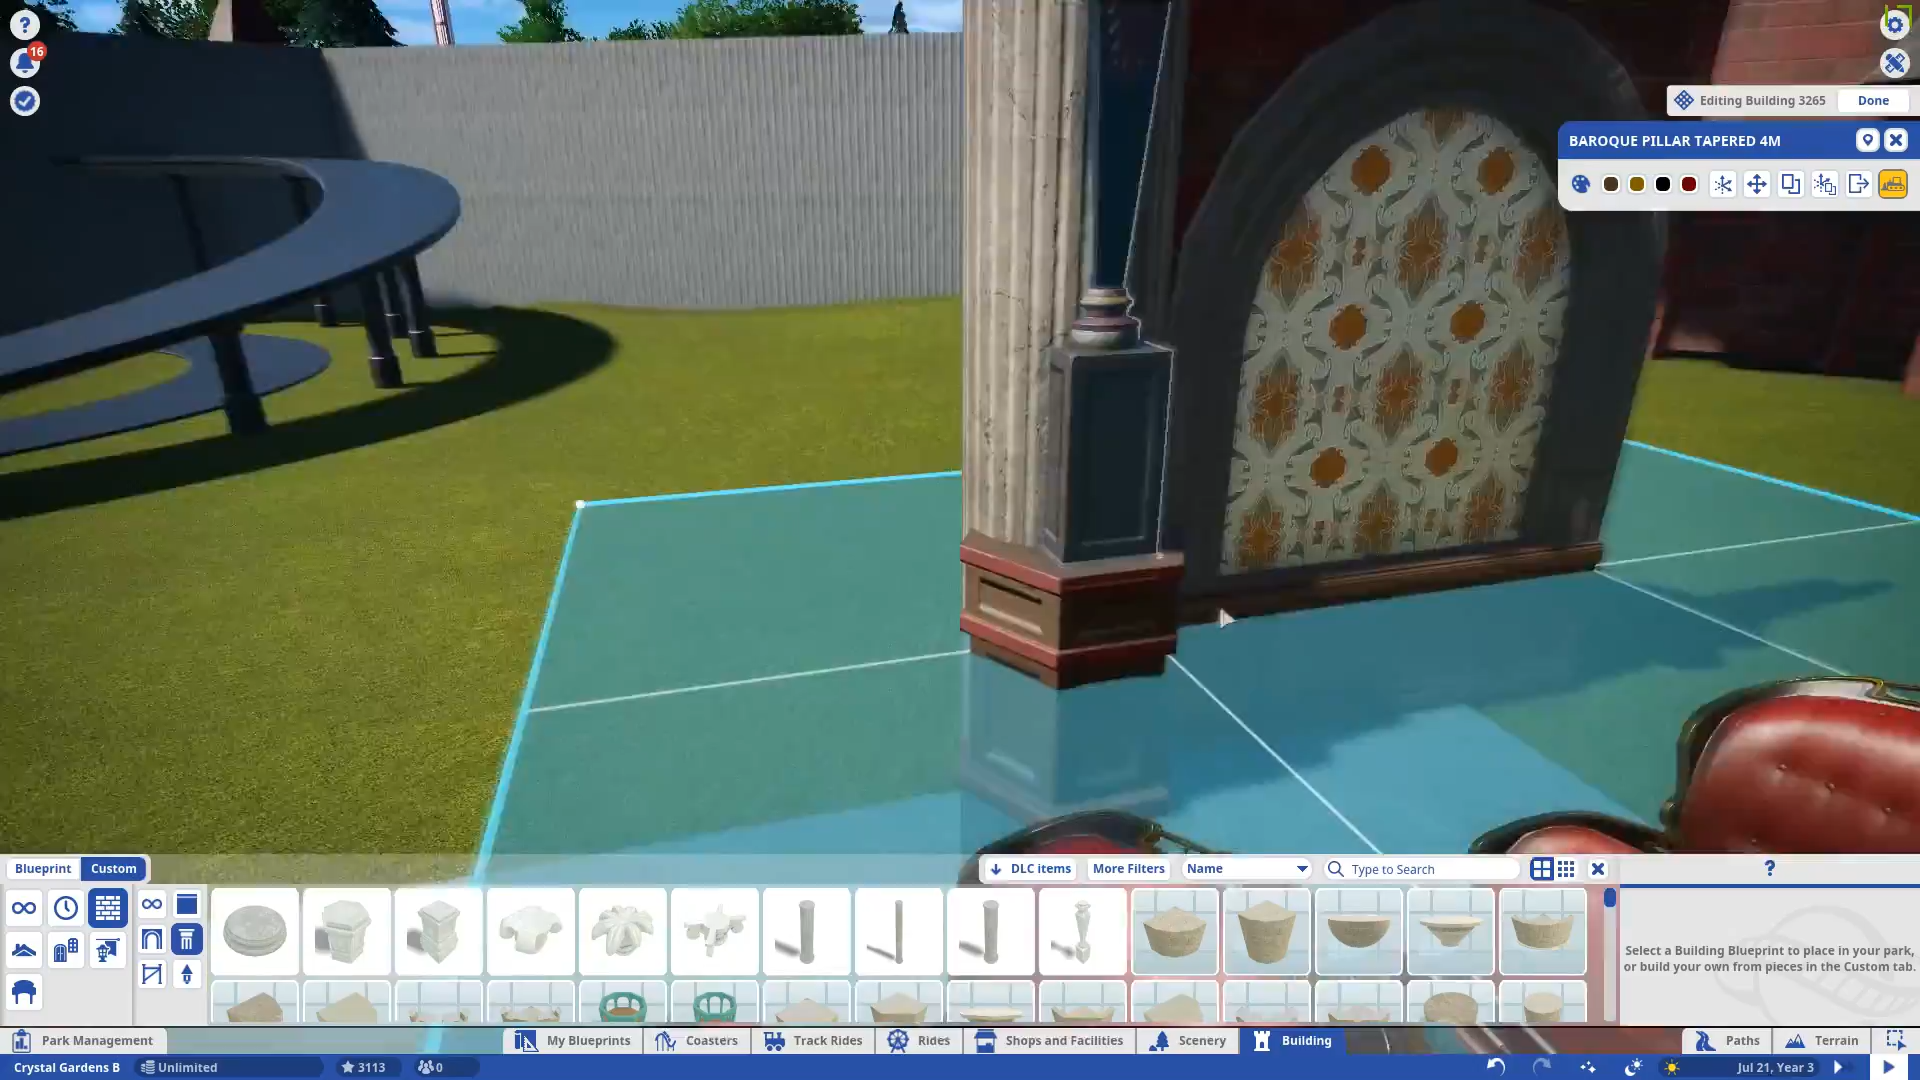 ?
16
Editing Building 3265
Done
BAROQUE PILLAR TAPERED 4M
Blueprint
Custom
DLC items
More Filters
Name
Type to Search
?
Select a Building Blueprint to place in your park,
or build your own from pieces in the Custom tab.
Park Management
My Blueprints
Coasters
Track Rides
Rides
Shops and Facilities
Scenery
Building
Paths
Terrain
Crystal Gardens B
Unlimited
3113
0
Jul 21, Year 3